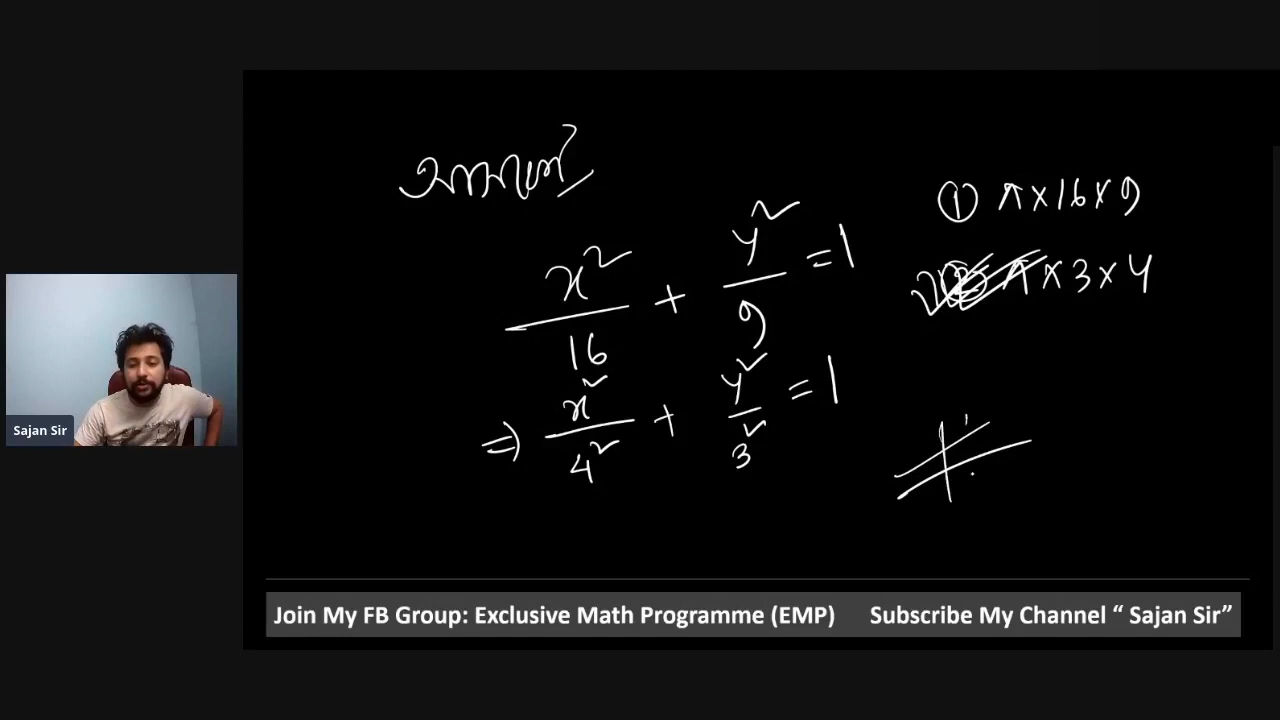 x²/16 + y²/9 = 1
⇒ x²/4² + y²/3² = 1
① π×16×9
π×3×4
Sajan Sir
Join My FB Group: Exclusive Math Programme (EMP) Subscribe My Channel “ Sajan Sir”